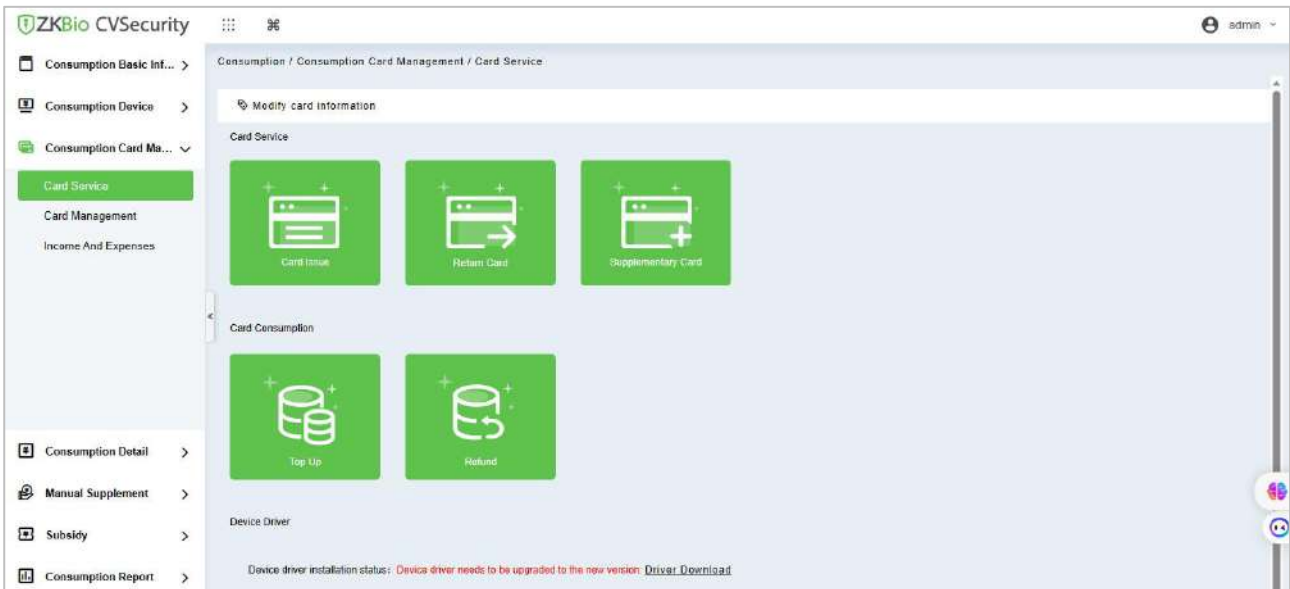 ZKBio CVSecurity
admin
Consumption Basic Inf...
Consumption Device
Consumption Card Ma...
Card Service
Card Management
Income And Expenses
Consumption Detail
Manual Supplement
Subsidy
Consumption Report
Consumption / Consumption Card Management / Card Service
Modify card information
Card Service
Card Issue
Return Card
Supplementary Card
Card Consumption
Top Up
Refund
Device Driver
Device driver installation status: Device driver needs to be upgraded to the new version: Driver Download